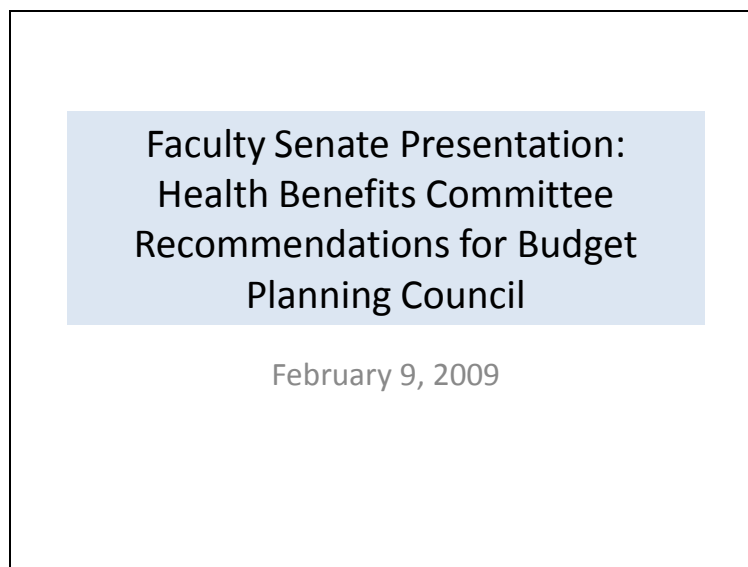 Faculty Senate Presentation:
Health Benefits Committee
Recommendations for Budget
Planning Council
February 9, 2009